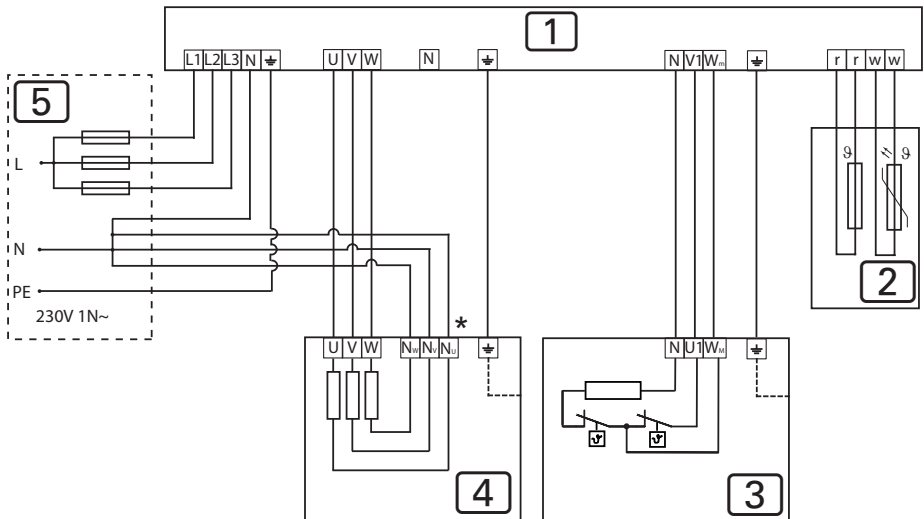 1
L1 L2 L3 N ⏚ U V W N ⏚ N V1 Wm ⏚ r r w w
5
L
ϑ ϑ
N
2
PE
230V 1N~
*
U V W NW NV NU ⏚ N U1 WM ⏚
ϑ ϑ
4
3